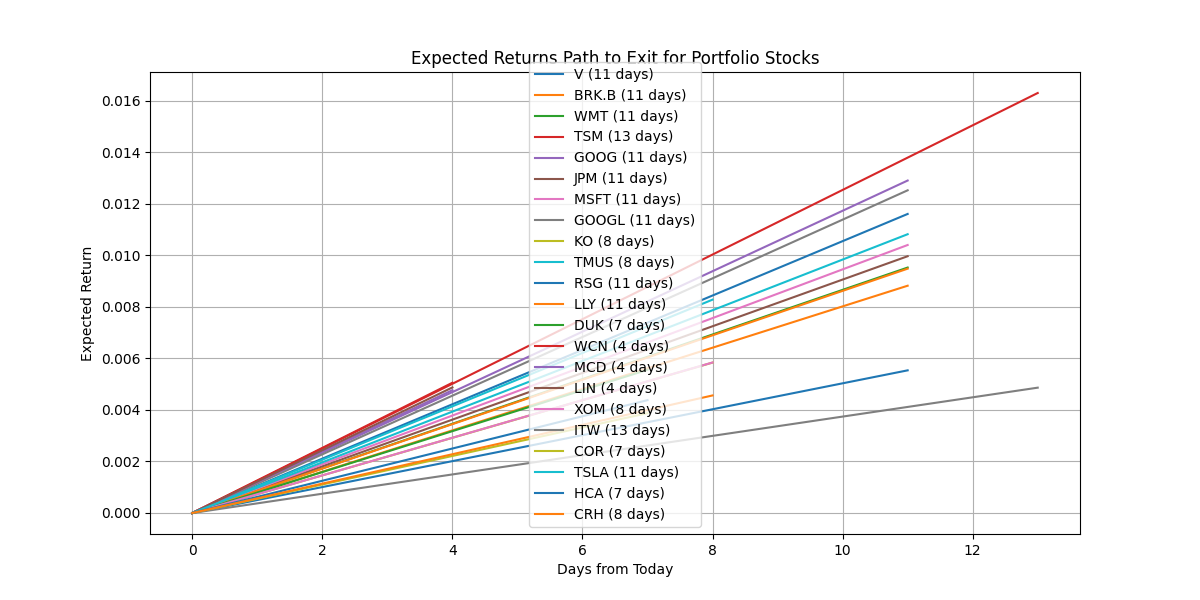 Expected Returns Path to Exit for Portfolio Stocks
V (11 days)
BRK.B (11 days)
WMT (11 days)
TSM (13 days)
GOOG (11 days)
JPM (11 days)
MSFT (11 days)
GOOGL (11 days)
KO (8 days)
TMUS (8 days)
RSG (11 days)
LLY (11 days)
DUK (7 days)
WCN (4 days)
MCD (4 days)
LIN (4 days)
XOM (8 days)
ITW (13 days)
COR (7 days)
TSLA (11 days)
HCA (7 days)
CRH (8 days)
Expected Return
0.016
0.014
0.012
0.010
0.008
0.006
0.004
0.002
0.000
0
2
4
6
8
10
12
Days from Today